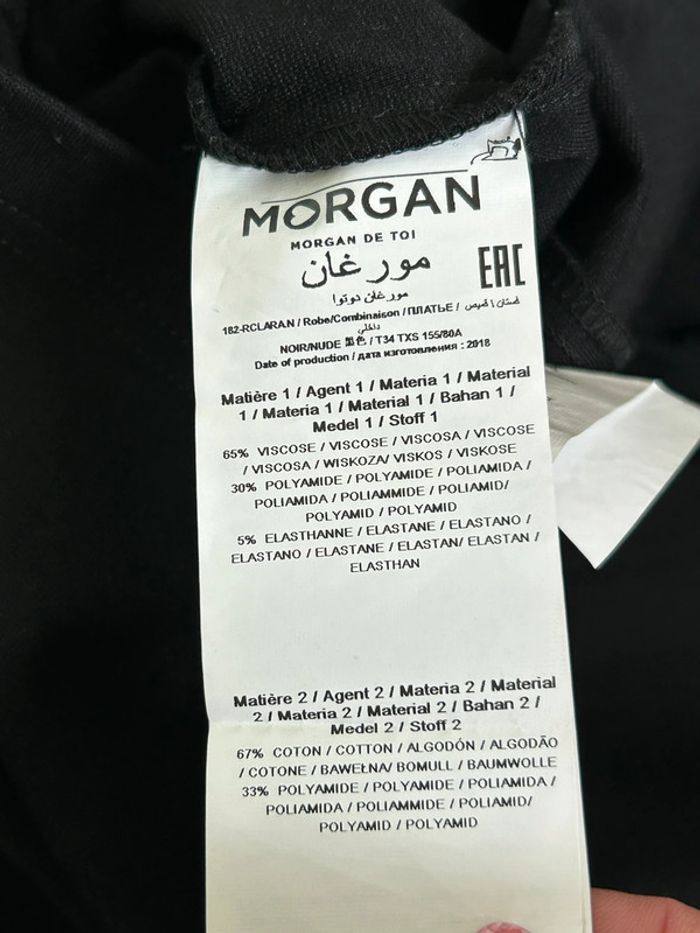 MORGAN
MORGAN DE TOI
مورغان
EAC
مورغان دوتوا
182-RCLARA.N / Robe/Combinaison / ПЛАТЬЕ / فستان / قميص
داخلي
NOIR/NUDE 黑色 / T34 TXS 155/80A
Date of production / дата изготовления : 2018
Matière 1 / Agent 1 / Materia 1 / Material
1 / Materia 1 / Material 1 / Bahan 1 /
Medel 1 / Stoff 1
65% VISCOSE / VISCOSE / VISCOSA / VISCOSE
/ VISCOSA / WISKOZA/ VISKOS / VISKOSE
30% POLYAMIDE / POLYAMIDE / POLIAMIDA /
POLIAMIDA / POLIAMMIDE / POLIAMID/
POLYAMID / POLYAMID
5% ELASTHANNE / ELASTANE / ELASTANO /
ELASTANO / ELASTANE / ELASTAN/ ELASTAN /
ELASTHAN
Matière 2 / Agent 2 / Materia 2 / Material
2 / Materia 2 / Material 2 / Bahan 2 /
Medel 2 / Stoff 2
67% COTON / COTTON / ALGODÓN / ALGODÃO
/ COTONE / BAWEŁNA/ BOMULL / BAUMWOLLE
33% POLYAMIDE / POLYAMIDE / POLIAMIDA /
POLIAMIDA / POLIAMMIDE / POLIAMID/
POLYAMID / POLYAMID